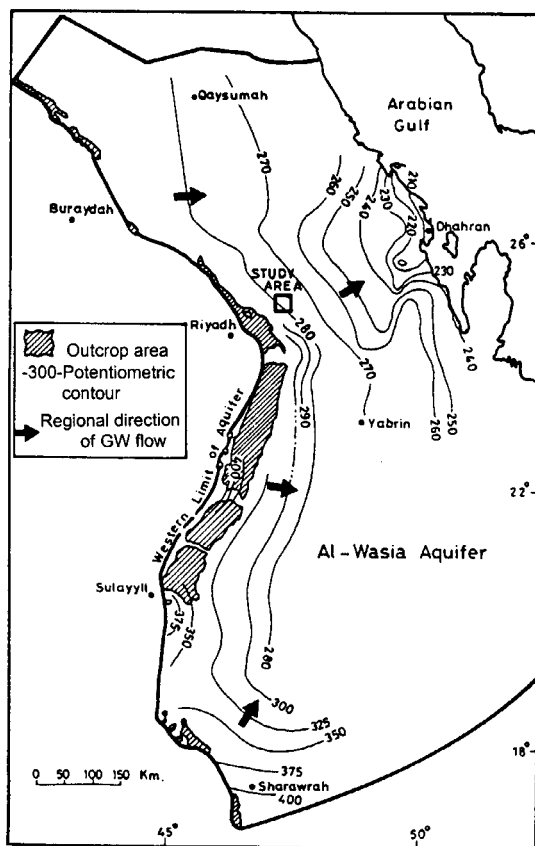 Qaysumah
Arabian
Gulf
270
260
250
240
230
210
220
Dhahran
Buraydah
26°
0
230
STUDY
AREA
280
240
Riyadh
Outcrop area
-300-Potentiometric
contour
Regional direction
of GW flow
290
270
250
260
Yabrin
400
Western Limit of Aquifer
22°
Al-Wasia Aquifer
Sulayyil
375
350
280
300
325
350
18°
0 50 100 150 Km.
375
Sharawrah
400
45°
50°